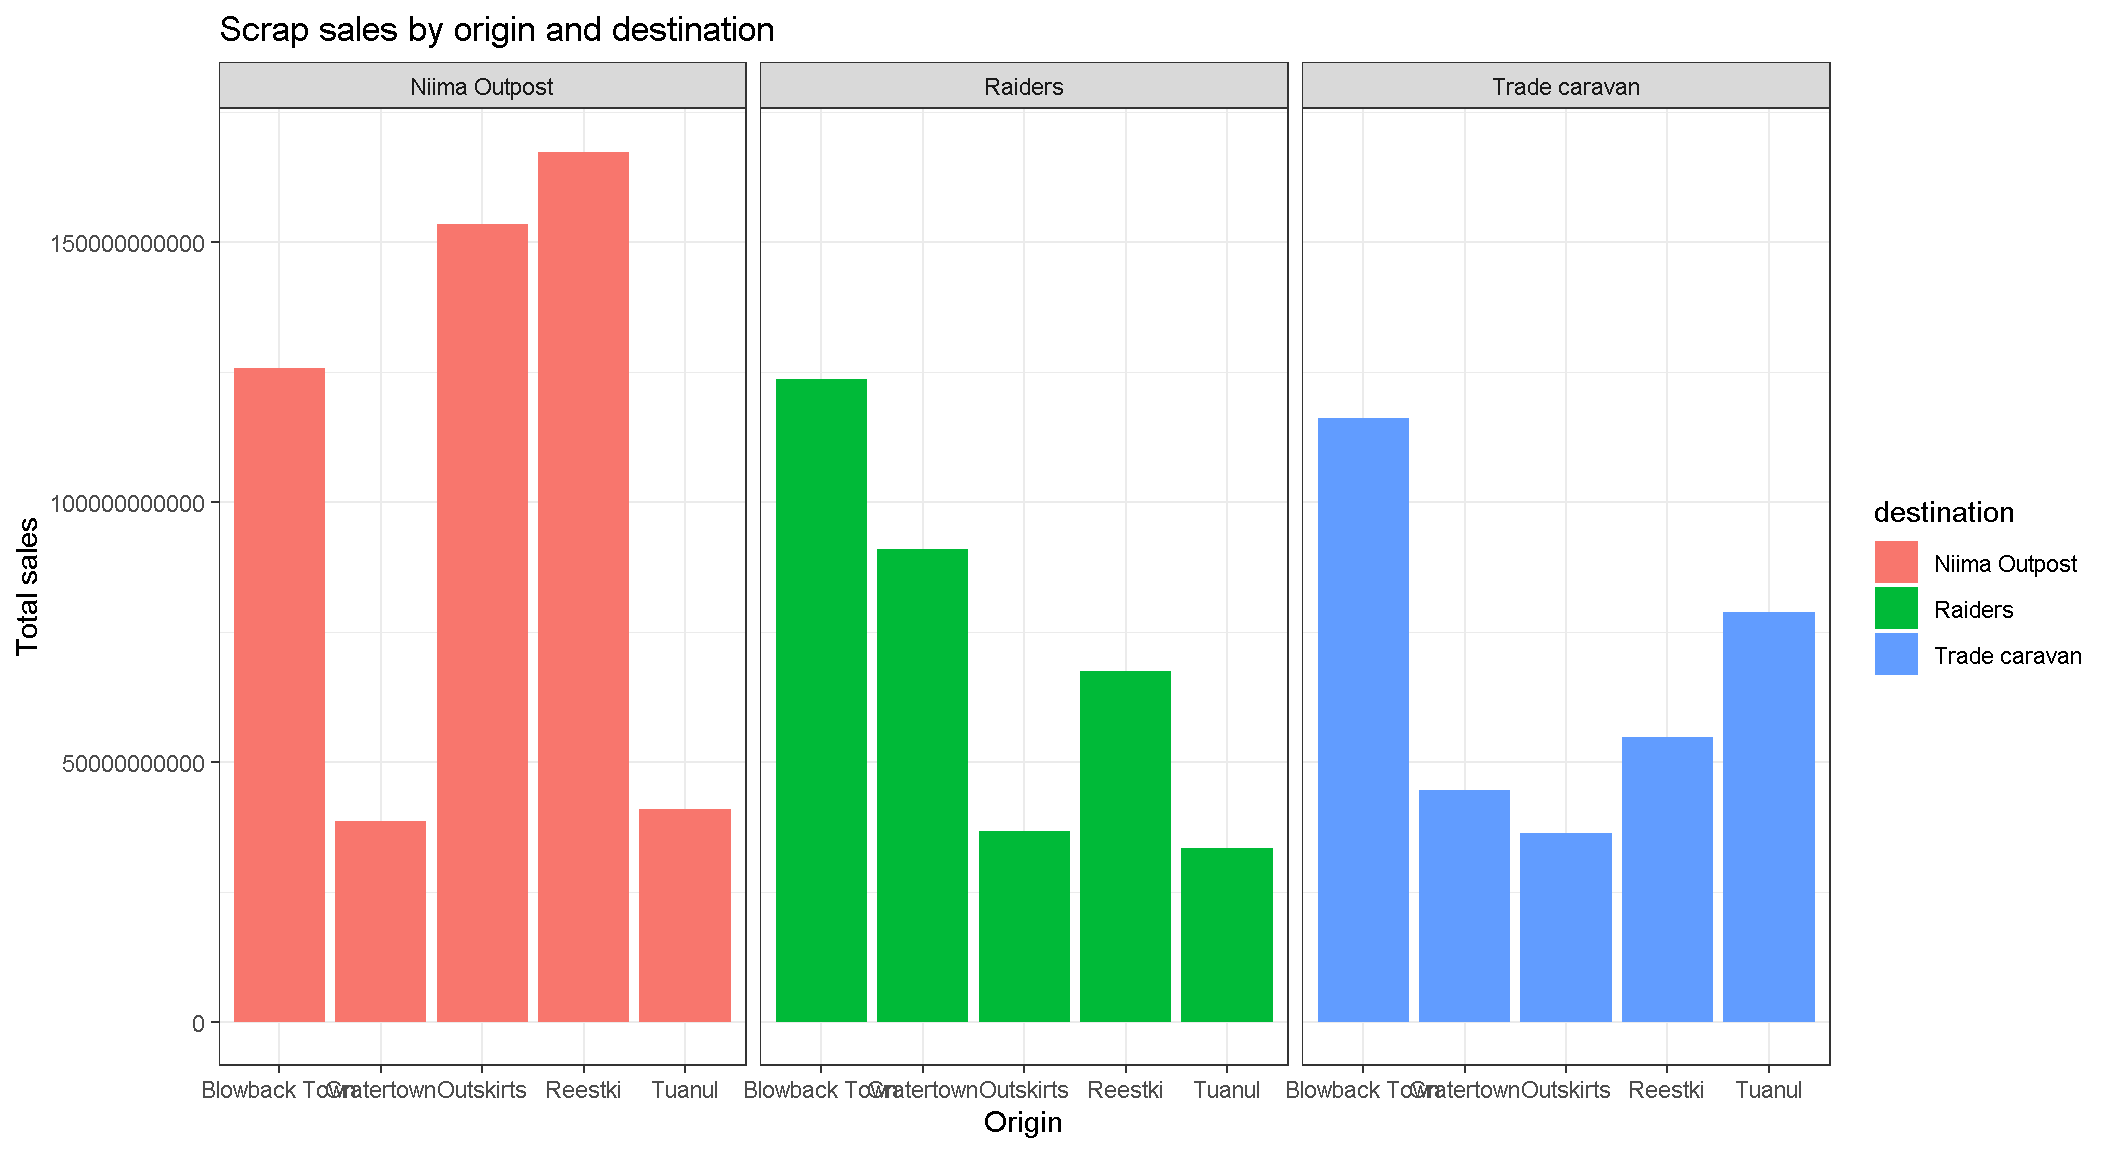 Scrap sales by origin and destination
Niima Outpost
Raiders
Trade caravan
Total sales
150000000000
100000000000
50000000000
0
Blowback Town Cratertown Outskirts Reestki Tuanul
Blowback Town Cratertown Outskirts Reestki Tuanul
Blowback Town Cratertown Outskirts Reestki Tuanul
Origin
destination
Niima Outpost
Raiders
Trade caravan